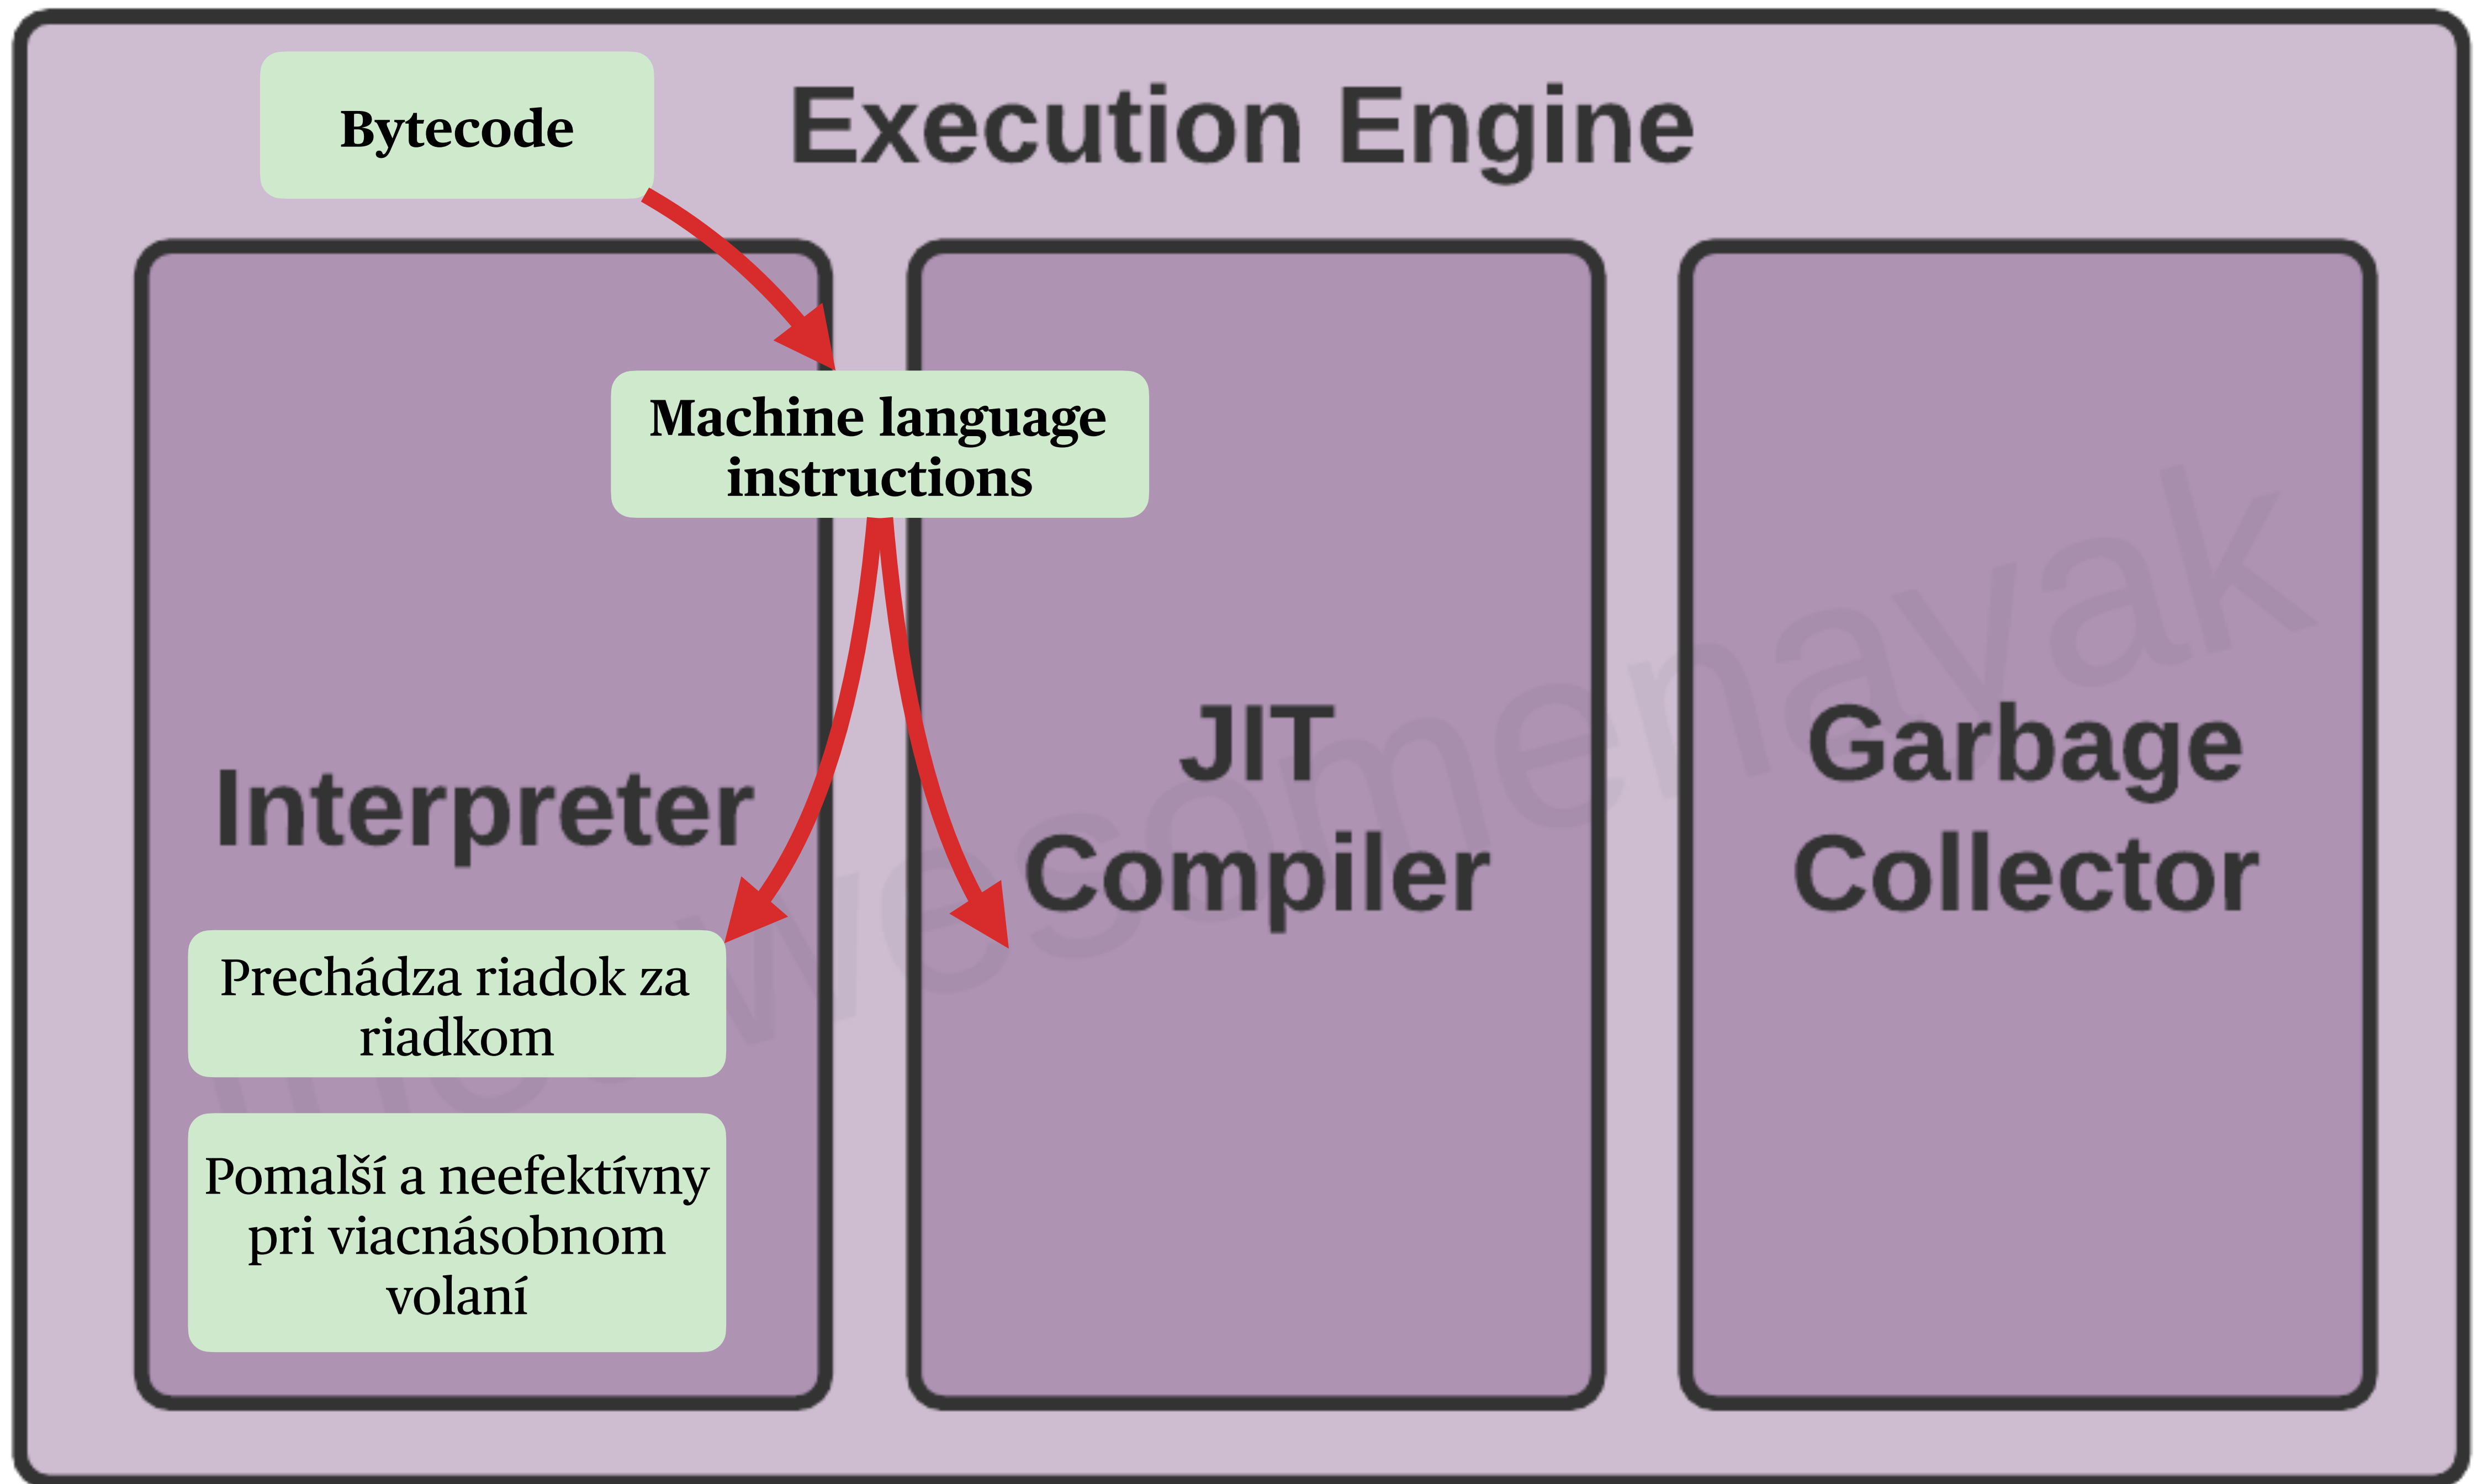 Bytecode
Execution Engine
Machine language
instructions
Interpreter
Prechádza riadok za
riadkom
Pomalší a neefektívny
pri viacnásobnom
volaní
JIT
Compiler
Garbage
Collector